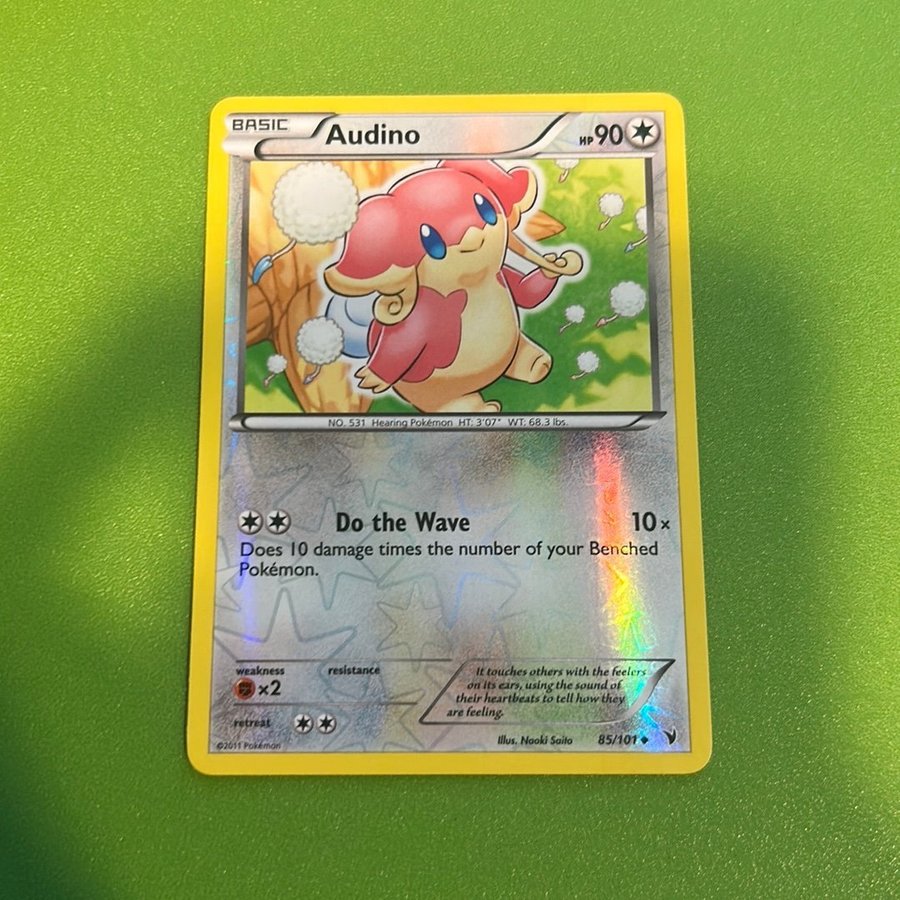 BASIC Audino HP 90
NO. 531 Hearing Pokémon HT: 3'07" WT: 68.3 lbs.
Do the Wave 10×
Does 10 damage times the number of your Benched
Pokémon.
weakness resistance
×2
retreat
It touches others with the feelers
on its ears, using the sound of
their heartbeats to tell how they
are feeling.
©2011 Pokémon Illus. Naoki Saito 85/101